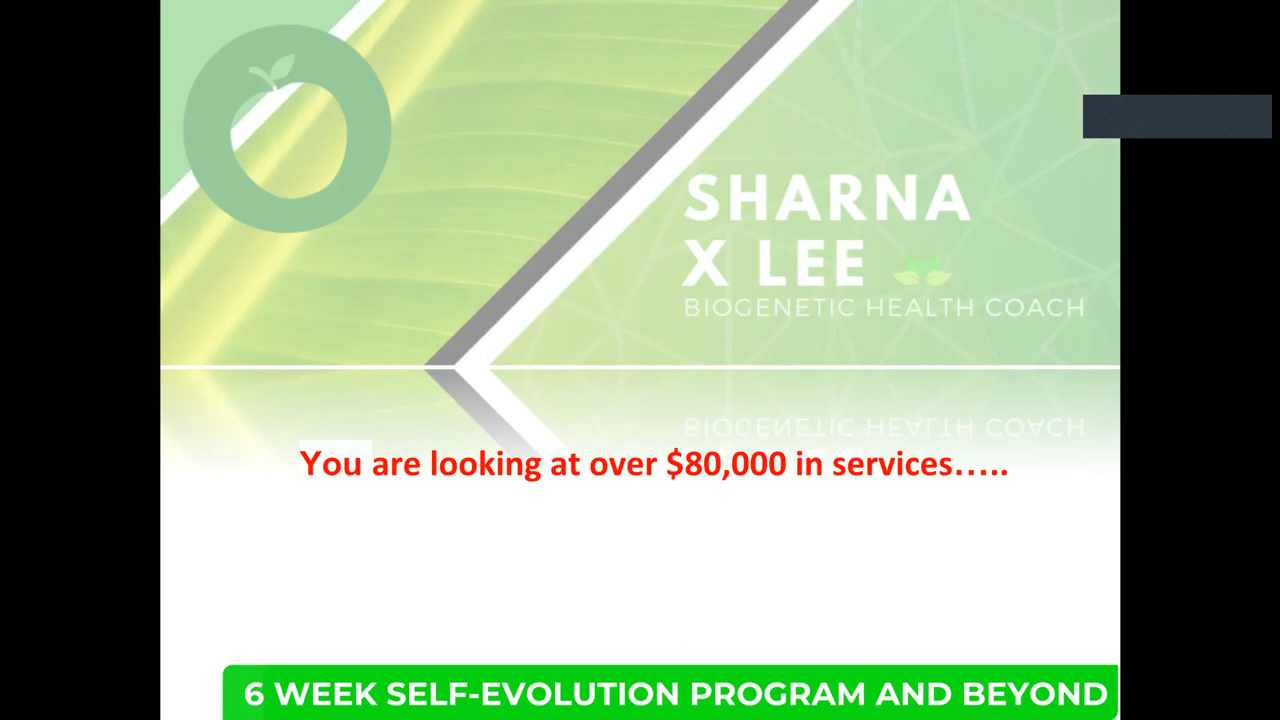 SHARNA
X LEE
BIOGENETIC HEALTH COACH
BIOGENETIC HEALTH COACH
You are looking at over $80,000 in services.....
6 WEEK SELF-EVOLUTION PROGRAM AND BEYOND